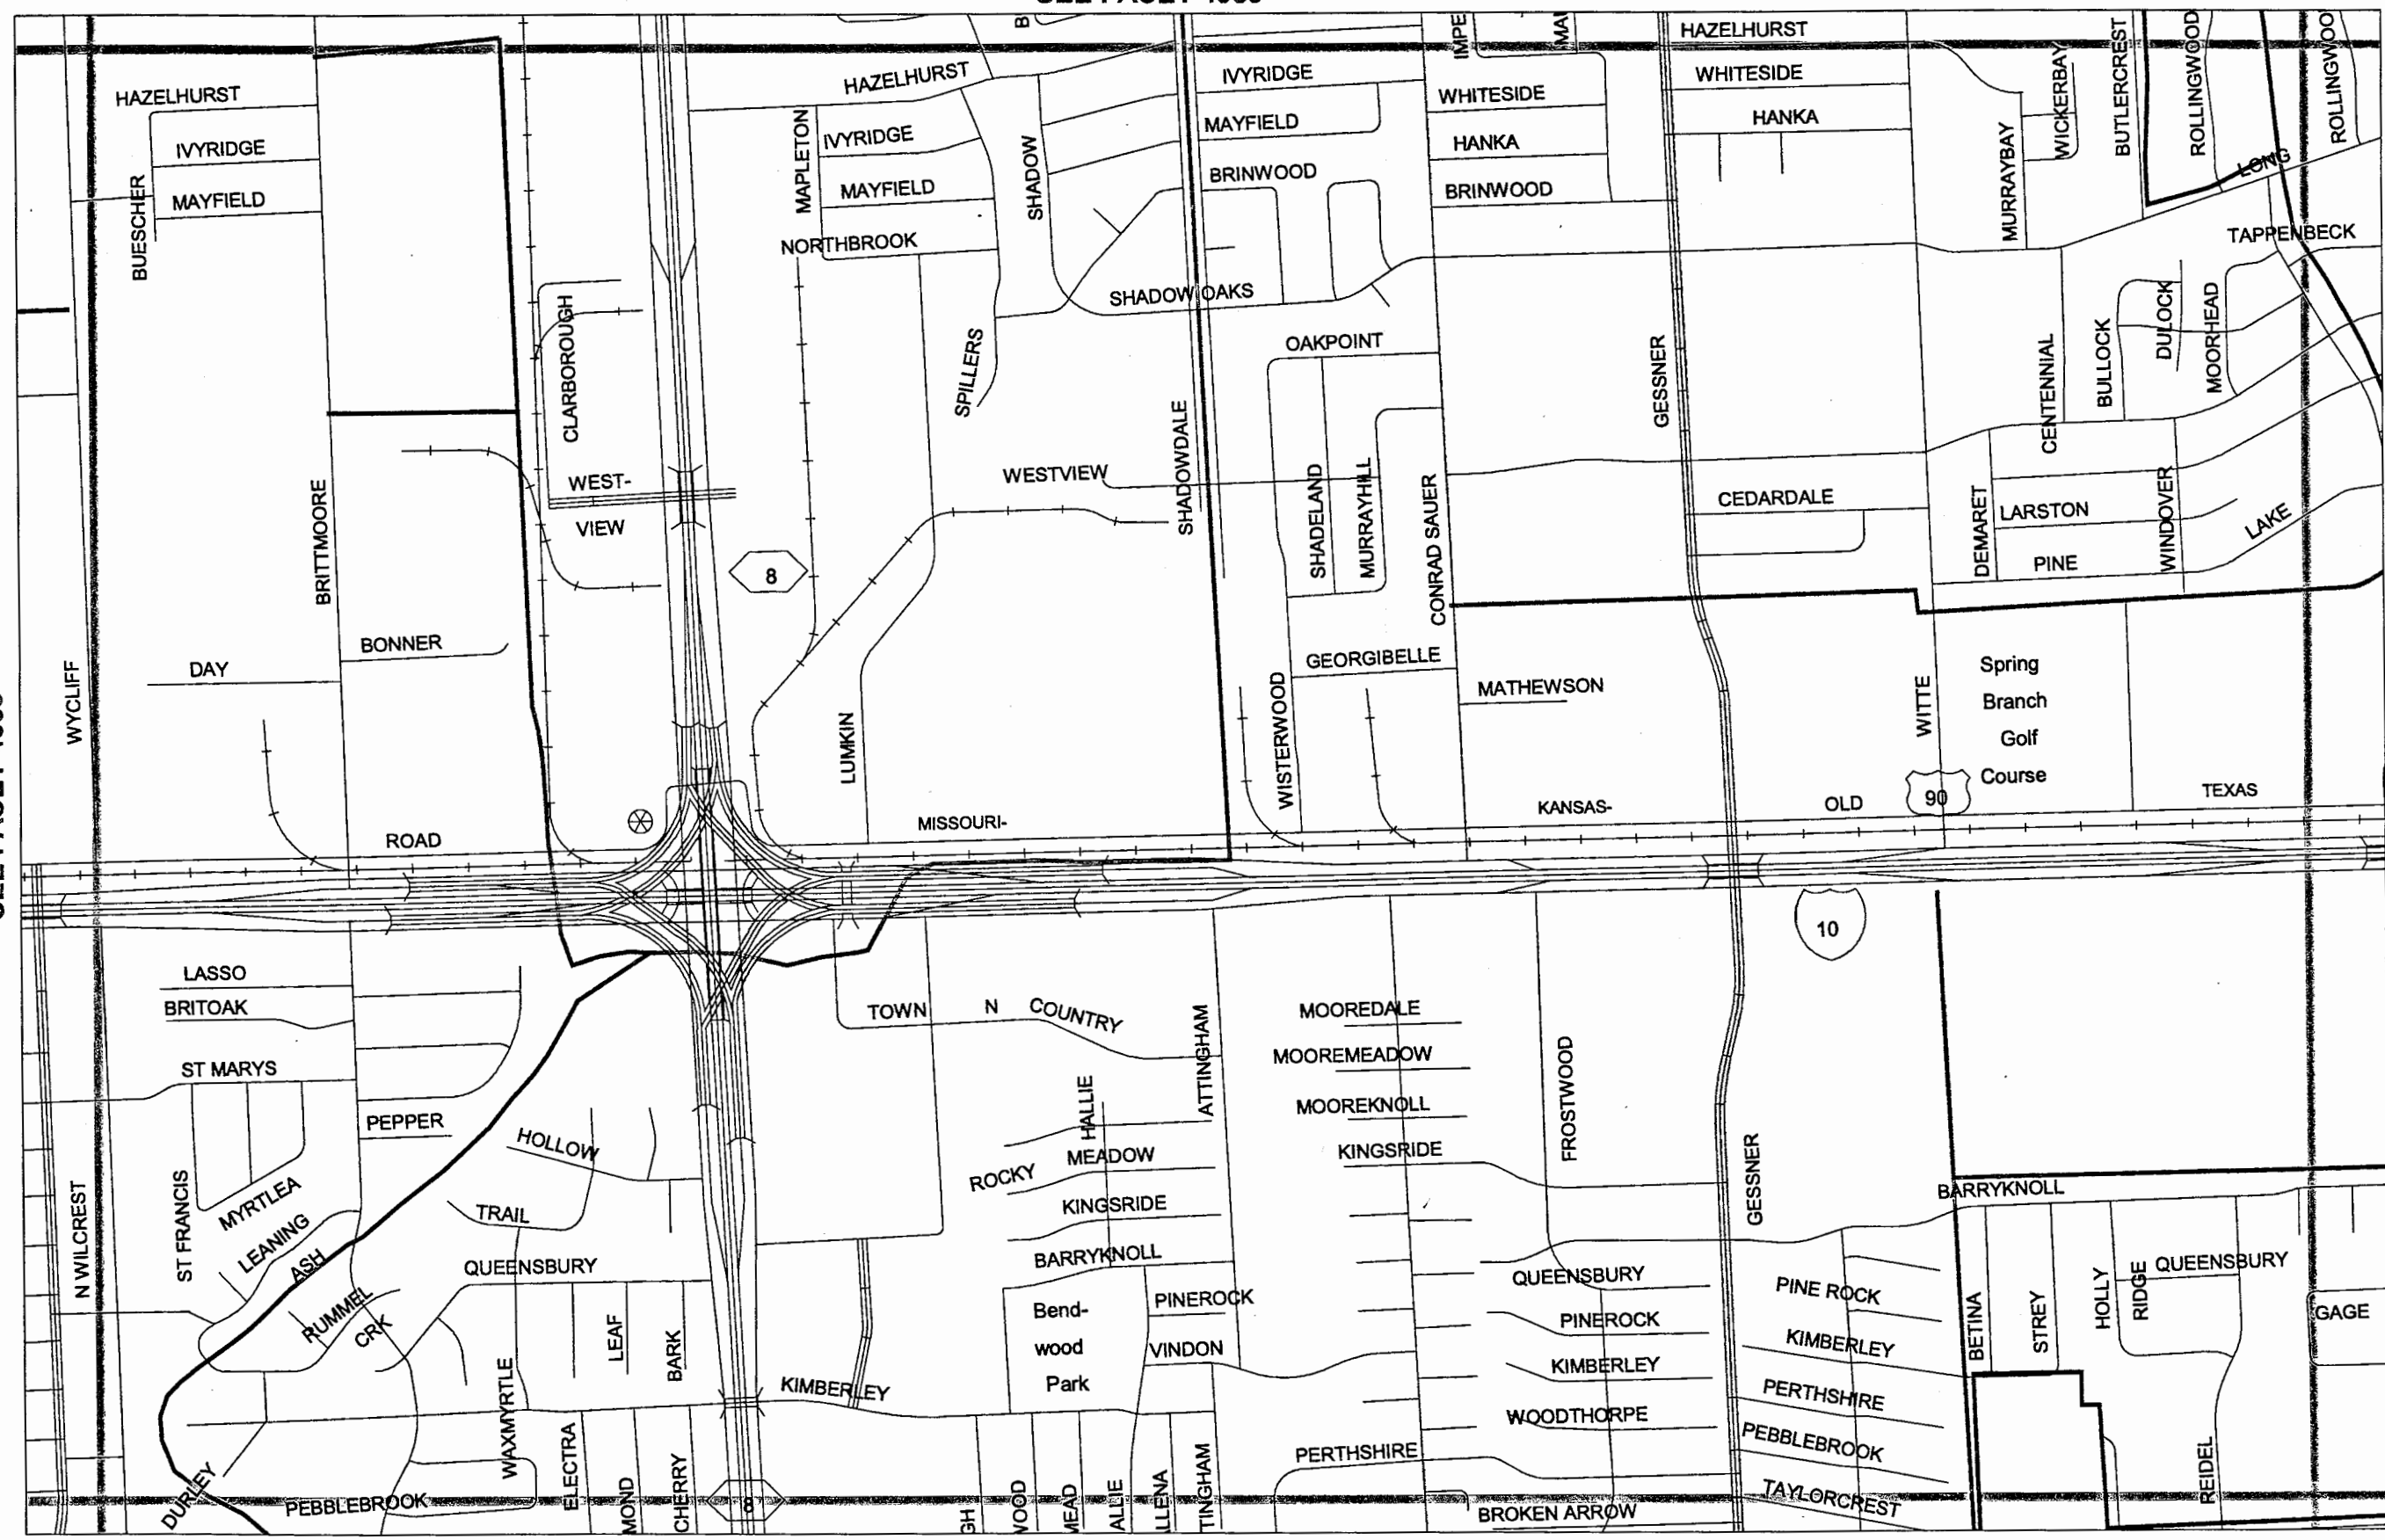 HAZELHURST
IVYRIDGE
MAYFIELD
BUESCHER
WYCLIFF
BRITTMOORE
DAY
BONNER
CLARBOROUGH
WEST-
VIEW
8
HAZELHURST
MAPLETON
IVYRIDGE
MAYFIELD
NORTHBROOK
SHADOW
SPILLERS
SHADOW OAKS
WESTVIEW
SHADOWDALE
LUMKIN
IVYRIDGE
MAYFIELD
BRINWOOD
OAKPOINT
SHADELAND
MURRAYHILL
CONRAD SAUER
WISTERWOOD
GEORGIBELLE
MATHEWSON
WHITESIDE
HANKA
BRINWOOD
GESSNER
HAZELHURST
WHITESIDE
HANKA
MURRAYBAY
WICKERBAY
BUTLERCREST
ROLLINGWOOD
LONG
TAPPENBECK
CENTENNIAL
BULLOCK
DULOCK
MOORHEAD
CEDARDALE
DEMARET
LARSTON
WINDOVER
PINE
LAKE
WITTE
Spring
Branch
Golf
Course
ROAD
MISSOURI-
KANSAS-
OLD
90
TEXAS
10
LASSO
BRITOAK
ST MARYS
PEPPER
ST FRANCIS
MYRTLEA
LEANING
ASH
N WILCREST
RUMMEL
CRK
HOLLOW
TRAIL
QUEENSBURY
WAXMYRTLE
LEAF
BARK
ELECTRA
CHERRY
DURLEY
PEBBLEBROOK
8
KIMBERLEY
TOWN N COUNTRY
HALLIE
ATTINGHAM
ROCKY
MEADOW
KINGSRIDE
BARRYKNOLL
Bend-
wood
Park
PINEROCK
VINDON
MOOREDALE
MOOREMEADOW
MOOREKNOLL
KINGSRIDE
FROSTWOOD
GESSNER
QUEENSBURY
PINEROCK
KIMBERLEY
WOODTHORPE
PERTHSHIRE
BROKEN ARROW
PINE ROCK
KIMBERLEY
PERTHSHIRE
PEBBLEBROOK
TAYLORCREST
BARRYKNOLL
BETINA
STREY
HOLLY
RIDGE
QUEENSBURY
GAGE
REIDEL